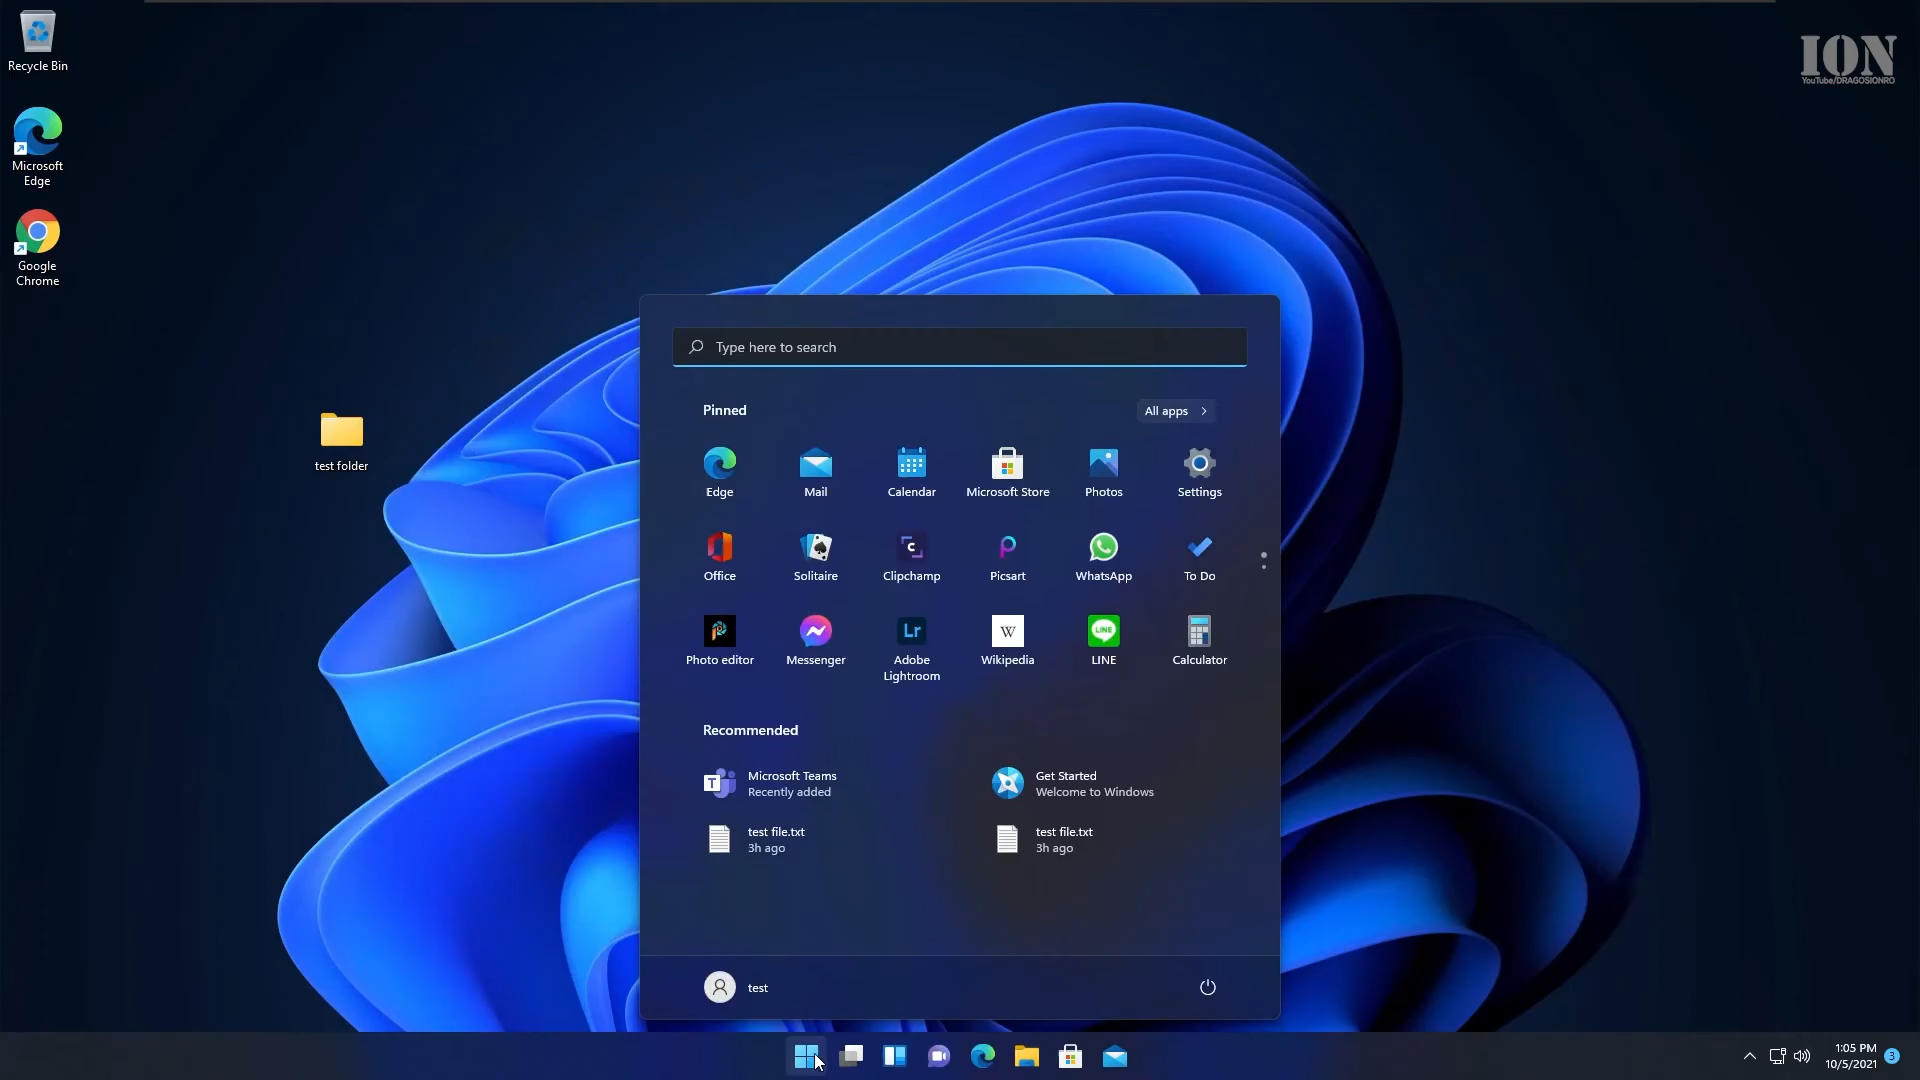 Recycle Bin
Microsoft
Edge
Google
Chrome
test folder
ION
YouTube/DRAGOSIONRO
Type here to search
Pinned
All apps
Edge
Mail
Calendar
Microsoft Store
Photos
Settings
Office
Solitaire
Clipchamp
Picsart
WhatsApp
To Do
Photo editor
Messenger
Lr
Adobe
Lightroom
W
Wikipedia
LINE
LINE
Calculator
Recommended
T
Microsoft Teams
Recently added
Get Started
Welcome to Windows
test file.txt
3h ago
test file.txt
3h ago
test
1:05 PM
10/5/2021
3